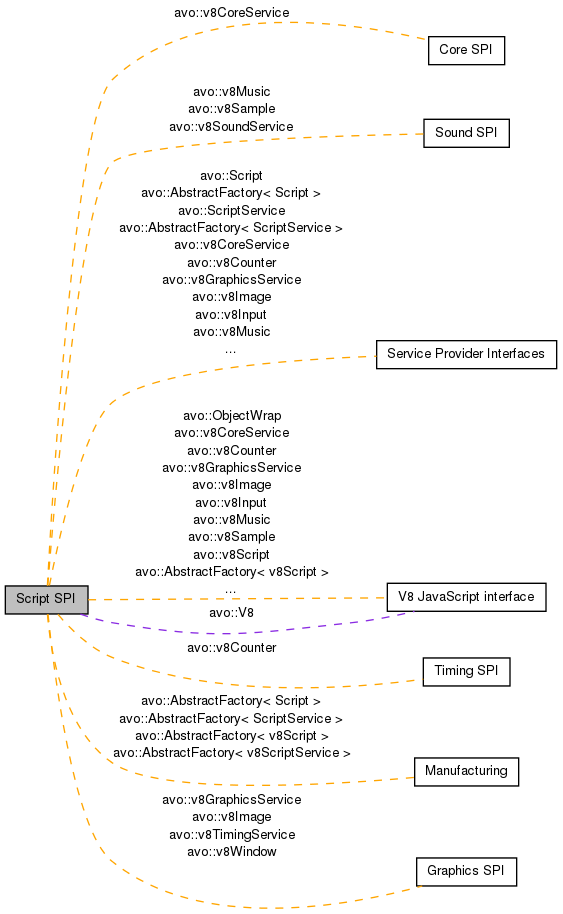 avo::v8CoreService
Core SPI
avo::v8Music
avo::v8Sample
avo::v8SoundService
Sound SPI
avo::Script
avo::AbstractFactory< Script >
avo::ScriptService
avo::AbstractFactory< ScriptService >
avo::v8CoreService
avo::v8Counter
avo::v8GraphicsService
avo::v8Image
avo::v8Input
avo::v8Music
...
Service Provider Interfaces
avo::ObjectWrap
avo::v8CoreService
avo::v8Counter
avo::v8GraphicsService
avo::v8Image
avo::v8Input
avo::v8Music
avo::v8Sample
avo::v8Script
avo::AbstractFactory< v8Script >
...
Script SPI
V8 JavaScript interface
avo::V8
avo::v8Counter
Timing SPI
avo::AbstractFactory< Script >
avo::AbstractFactory< ScriptService >
avo::AbstractFactory< v8Script >
avo::AbstractFactory< v8ScriptService >
Manufacturing
avo::v8GraphicsService
avo::v8Image
avo::v8TimingService
avo::v8Window
Graphics SPI